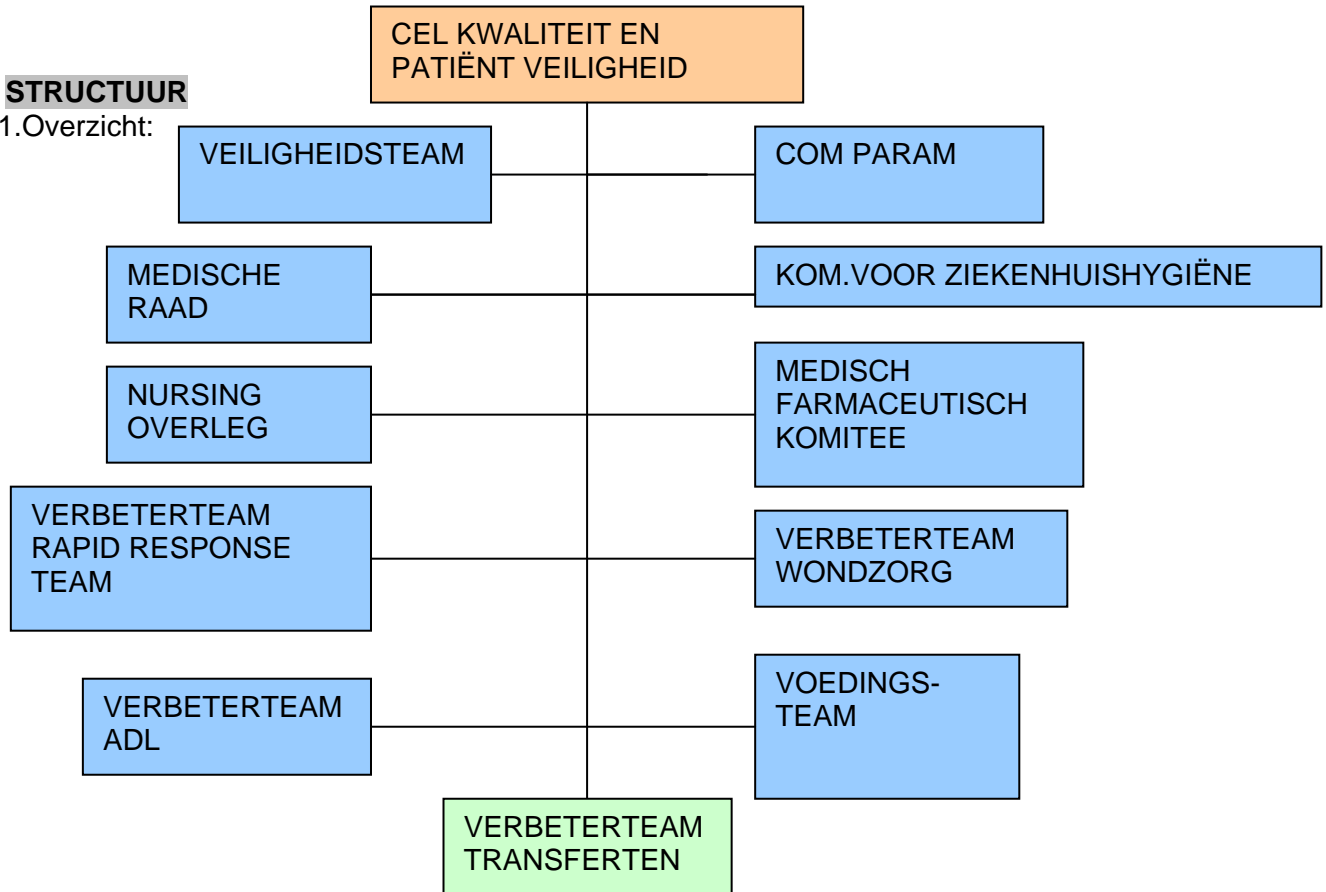 CEL KWALITEIT EN
PATIËNT VEILIGHEID
STRUCTUUR
1.Overzicht:
VEILIGHEIDSTEAM
COM PARAM
MEDISCHE
RAAD
KOM.VOOR ZIEKENHUISHYGIËNE
NURSING
OVERLEG
MEDISCH
FARMACEUTISCH
KOMITEE
VERBETERTEAM
RAPID RESPONSE
TEAM
VERBETERTEAM
WONDZORG
VERBETERTEAM
ADL
VOEDINGS-
TEAM
VERBETERTEAM
TRANSFERTEN